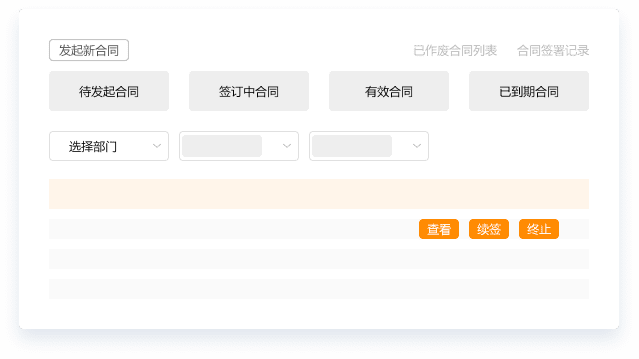 发起新合同 已作废合同列表 合同签署记录
待发起合同 签订中合同 有效合同 已到期合同
选择部门
查看 续签 终止